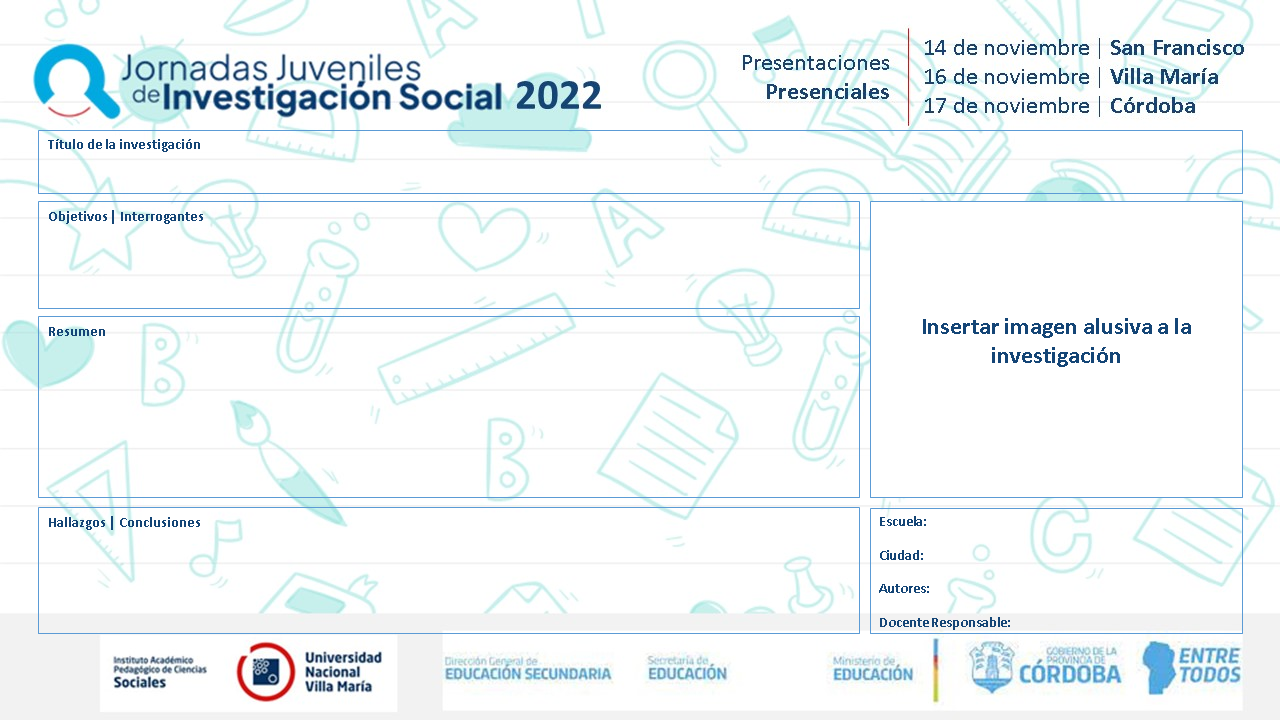 Jornadas Juveniles
de Investigación Social 2022
Presentaciones
Presenciales
14 de noviembre | San Francisco
16 de noviembre | Villa María
17 de noviembre | Córdoba
Título de la investigación
Objetivos | Interrogantes
Resumen
Insertar imagen alusiva a la
investigación
Hallazgos | Conclusiones
Escuela:
Ciudad:
Autores:
Docente Responsable:
Instituto Académico
Pedagógico de Ciencias
Sociales
Universidad
Nacional
Villa María
Dirección General de
EDUCACIÓN SECUNDARIA
Secretaría de
EDUCACIÓN
Ministerio de
EDUCACIÓN
GOBIERNO DE LA
PROVINCIA DE
CÓRDOBA
ENTRE
TODOS